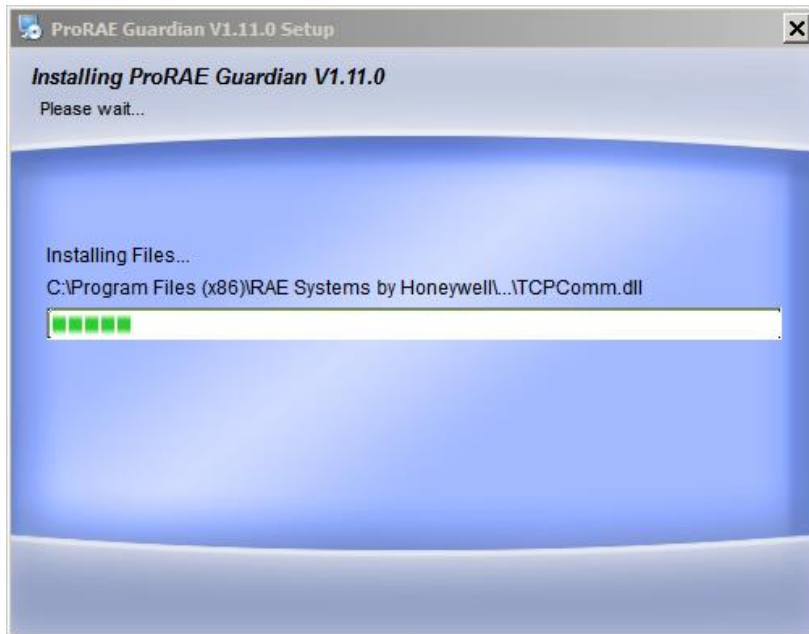 ProRAE Guardian V1.11.0 Setup
Installing ProRAE Guardian V1.11.0
Please wait...
Installing Files...
C:\Program Files (x86)\RAE Systems by Honeywell\...\TCPComm.dll